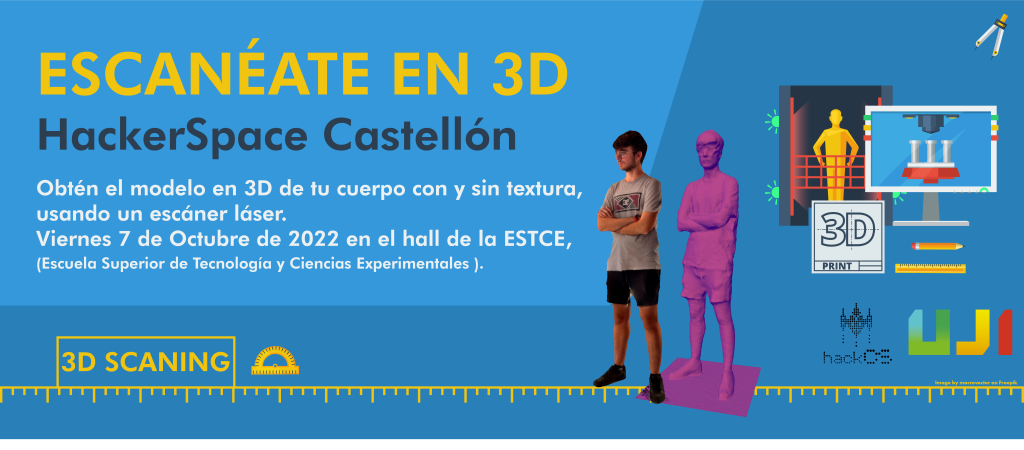 ESCANÉATE EN 3D
HackerSpace Castellón
Obtén el modelo en 3D de tu cuerpo con y sin textura,
usando un escáner láser.
Viernes 7 de Octubre de 2022 en el hall de la ESTCE,
(Escuela Superior de Tecnología y Ciencias Experimentales ).
3D SCANING
3D
PRINT
hackOS
UJI
Image by macrovector on Freepik